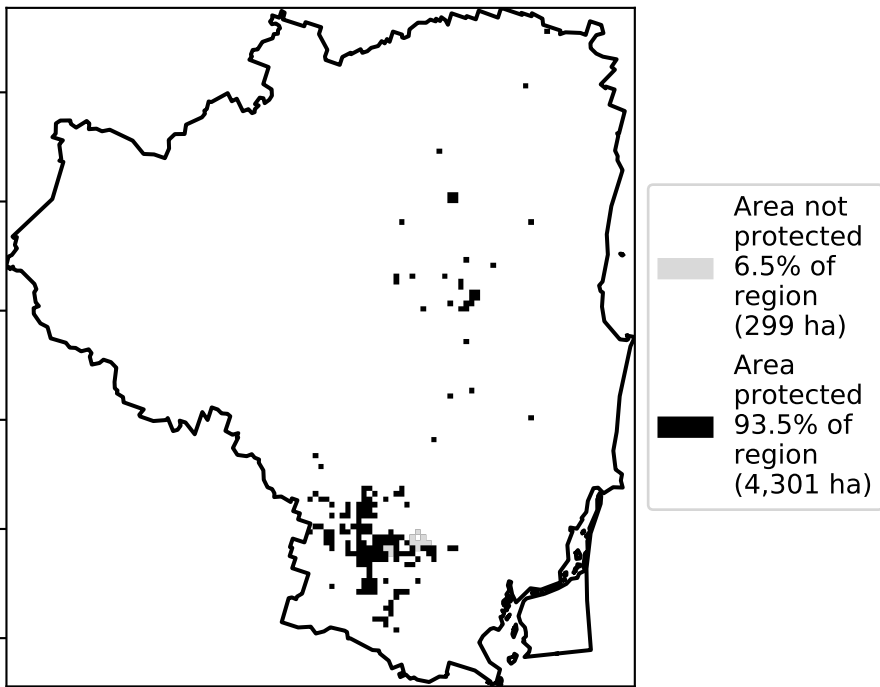 Area not
protected
6.5% of
region
(299 ha)
Area
protected
93.5% of
region
(4,301 ha)